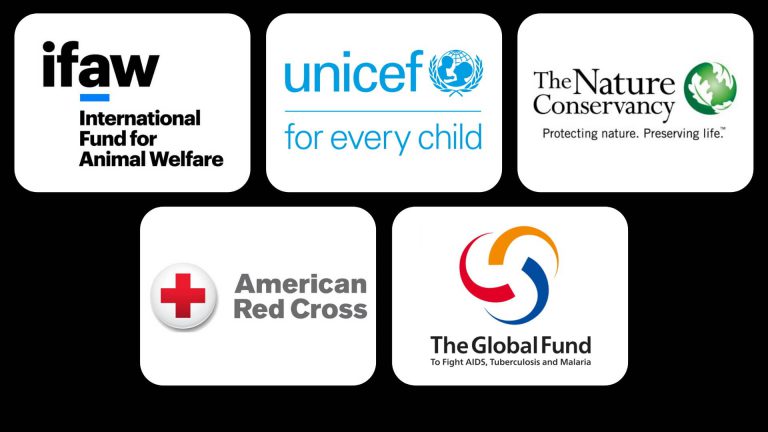 ifaw
International
Fund for
Animal Welfare
unicef
for every child
The Nature
Conservancy
Protecting nature. Preserving life.™
American
Red Cross
The Global Fund
To Fight AIDS, Tuberculosis and Malaria